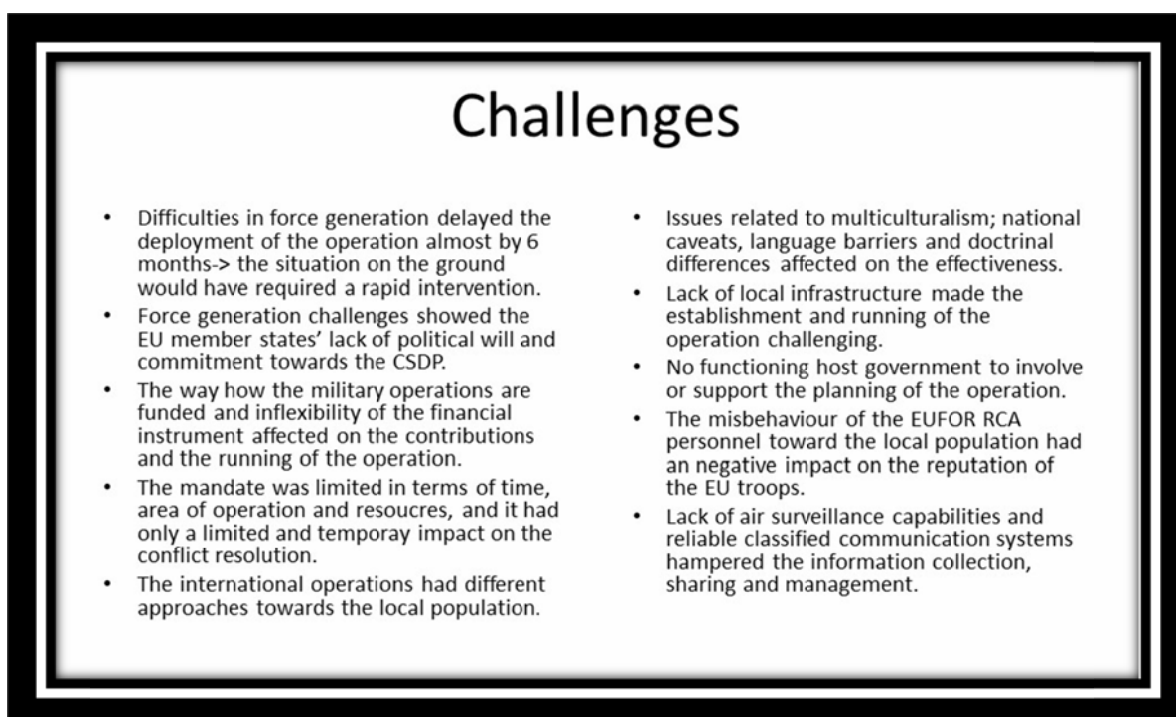 Challenges
• Difficulties in force generation delayed the
deployment of the operation almost by 6
months-> the situation on the ground
would have required a rapid intervention.
• Force generation challenges showed the
EU member states' lack of political will and
commitment towards the CSDP.
• The way how the military operations are
funded and inflexibility of the financial
instrument affected on the contributions
and the running of the operation.
• The mandate was limited in terms of time,
area of operation and resoucres, and it had
only a limited and temporay impact on the
conflict resolution.
• The international operations had different
approaches towards the local population.
• Issues related to multiculturalism; national
caveats, language barriers and doctrinal
differences affected on the effectiveness.
• Lack of local infrastructure made the
establishment and running of the
operation challenging.
• No functioning host government to involve
or support the planning of the operation.
• The misbehaviour of the EUFOR RCA
personnel toward the local population had
an negative impact on the reputation of
the EU troops.
• Lack of air surveillance capabilities and
reliable classified communication systems
hampered the information collection,
sharing and management.